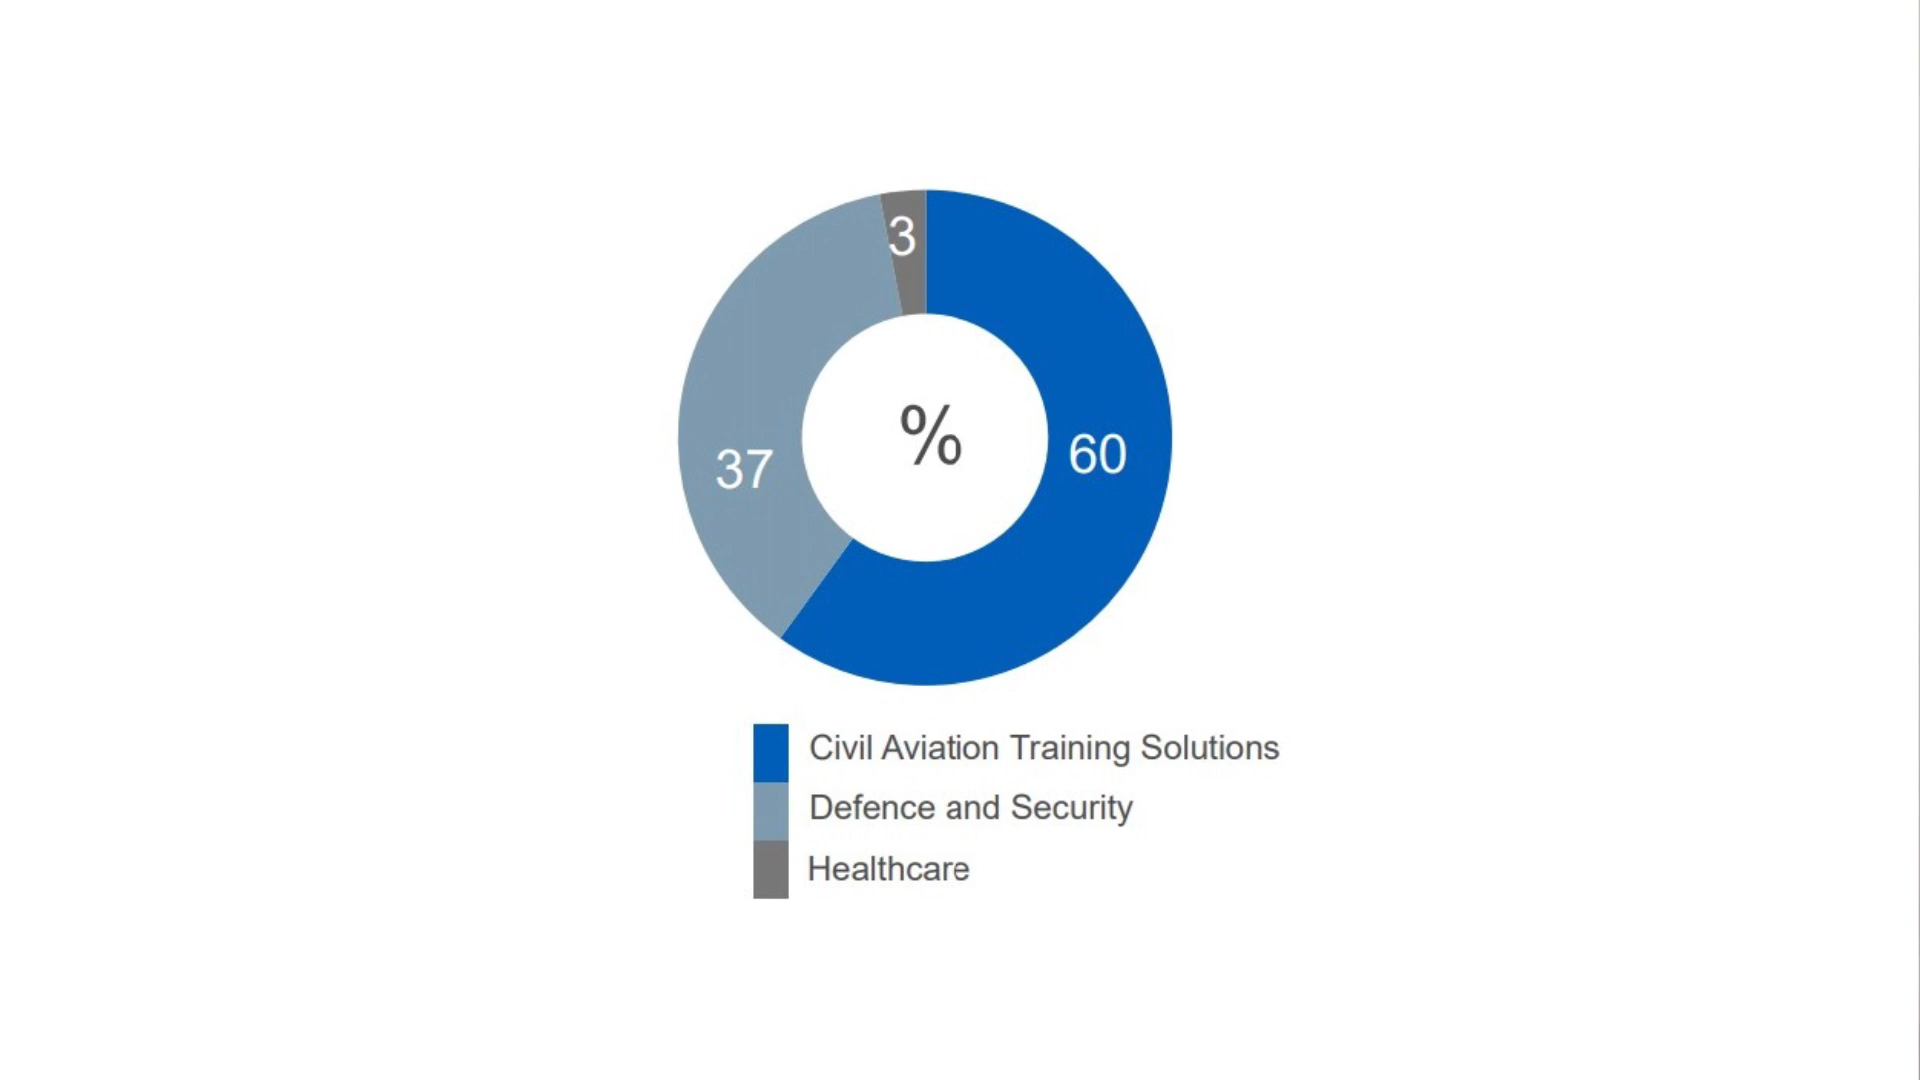 3
%
37
60
Civil Aviation Training Solutions
Defence and Security
Healthcare